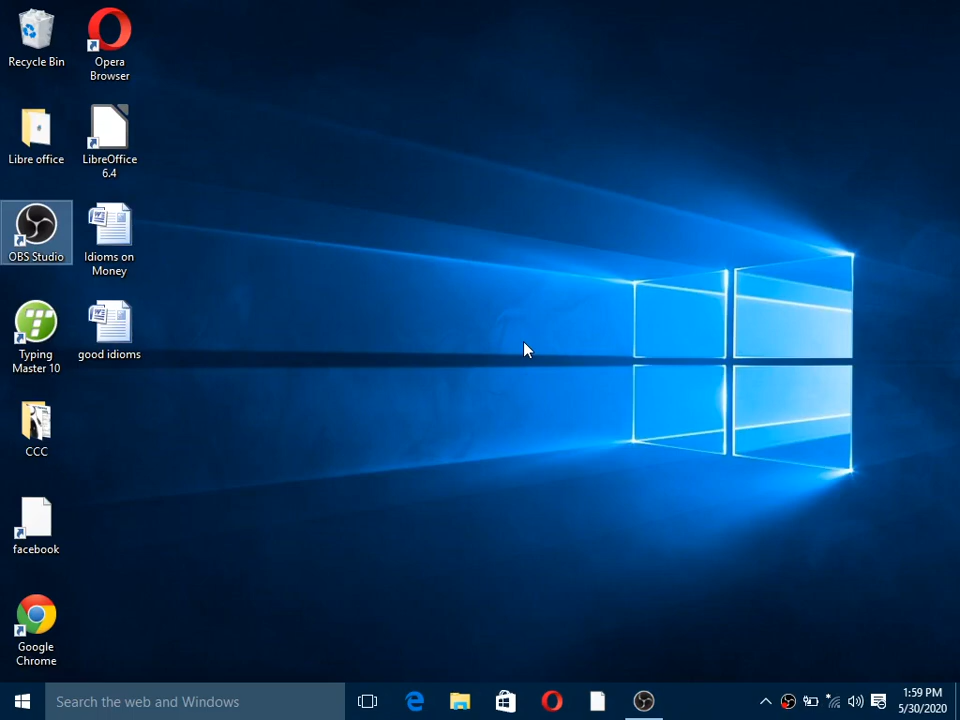 Recycle Bin
Opera
Browser
Libre office
LibreOffice
6.4
OBS Studio
Idioms on
Money
Typing
Master 10
good idioms
CCC
facebook
Google
Chrome
Search the web and Windows
1:59 PM
5/30/2020